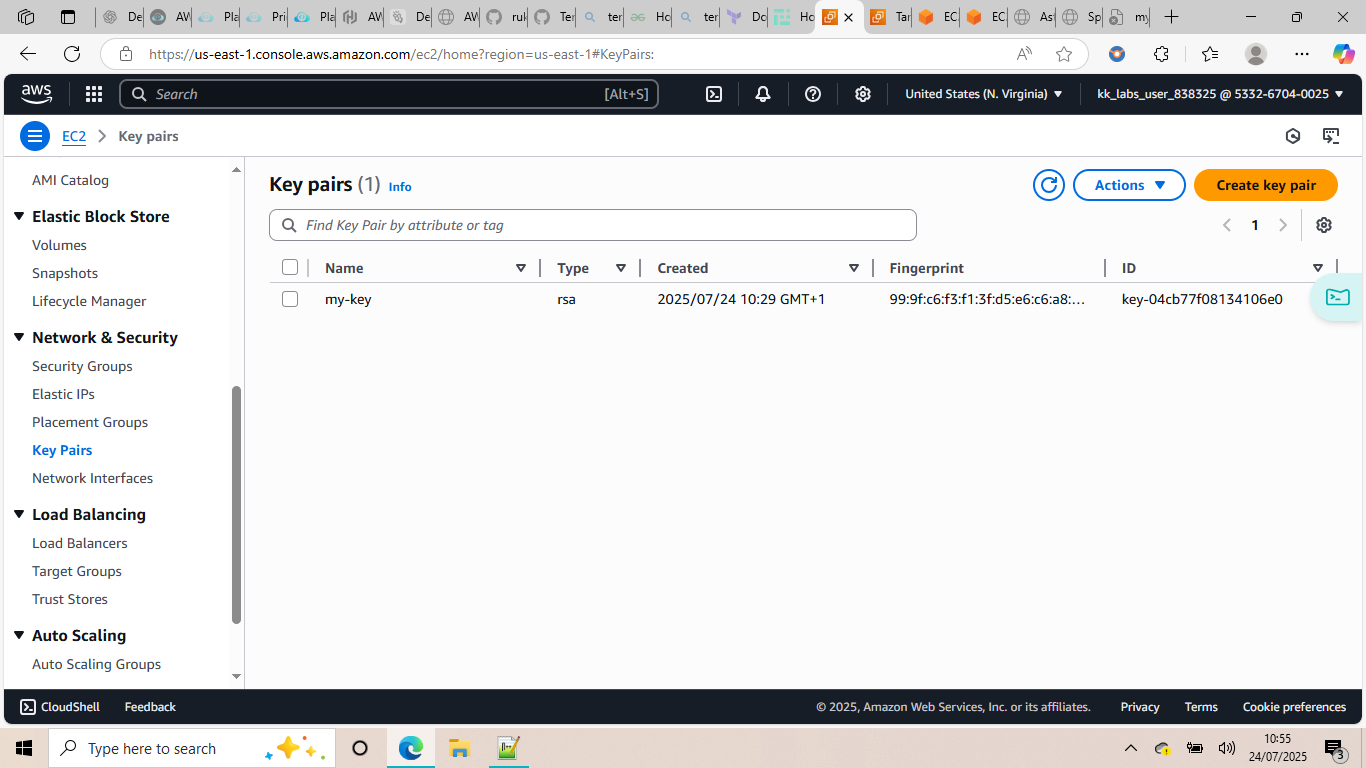 De AW Pla Pri Pla AW De AW ruk Ter ter Ho ter Do Ho Tar EC EC Ast Sp my
https://us-east-1.console.aws.amazon.com/ec2/home?region=us-east-1#KeyPairs:
aws Search [Alt+S] United States (N. Virginia) kk_labs_user_838325 @ 5332-6704-0025
EC2 Key pairs
AMI Catalog
Elastic Block Store
Volumes
Snapshots
Lifecycle Manager
Network & Security
Security Groups
Elastic IPs
Placement Groups
Key Pairs
Network Interfaces
Load Balancing
Load Balancers
Target Groups
Trust Stores
Auto Scaling
Auto Scaling Groups
Key pairs (1) Info
Actions Create key pair
Find Key Pair by attribute or tag
1
Name Type Created Fingerprint ID
my-key rsa 2025/07/24 10:29 GMT+1 99:9f:c6:f3:f1:3f:d5:e6:c6:a8:... key-04cb77f08134106e0
CloudShell Feedback © 2025, Amazon Web Services, Inc. or its affiliates. Privacy Terms Cookie preferences
Type here to search
10:55
24/07/2025
3